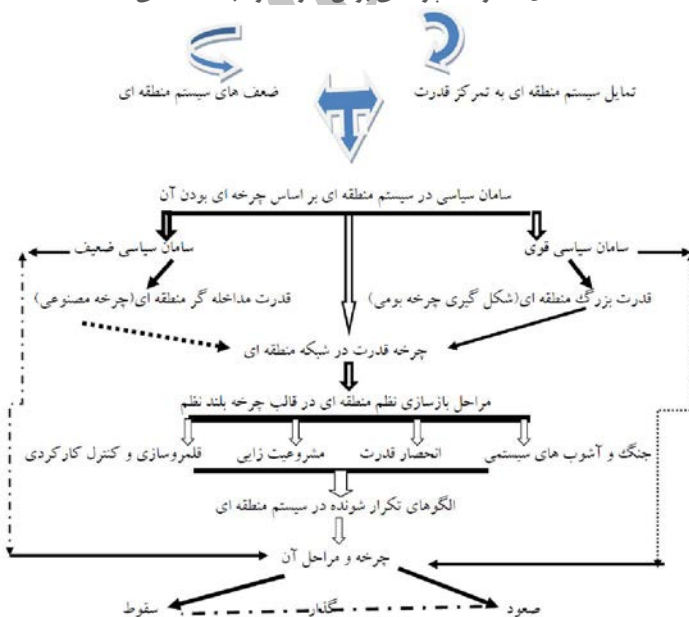 تمایل سیستم منطقه ای به تمرکز قدرت
ضعف های سیستم منطقه ای
سامان سیاسی در سیستم منطقه ای بر اساس چرخه ای بودن آن
سامان سیاسی قوی
سامان سیاسی ضعیف
قدرت بزرگ منطقه ای(شکل گیری چرخه بومی)
قدرت مداخله گر منطقه ای(چرخه مصنوعی)
چرخه قدرت در شبکه منطقه ای
مراحل بازسازی نظم منطقه ای در قالب چرخه بلند نظم
جنگ و آشوب های سیستمی
انحصار قدرت
مشروعیت زایی
قلمروسازی و کنترل کارکردی
الگوهای تکرار شونده در سیستم منطقه ای
چرخه و مراحل آن
صعود
گذار
سقوط